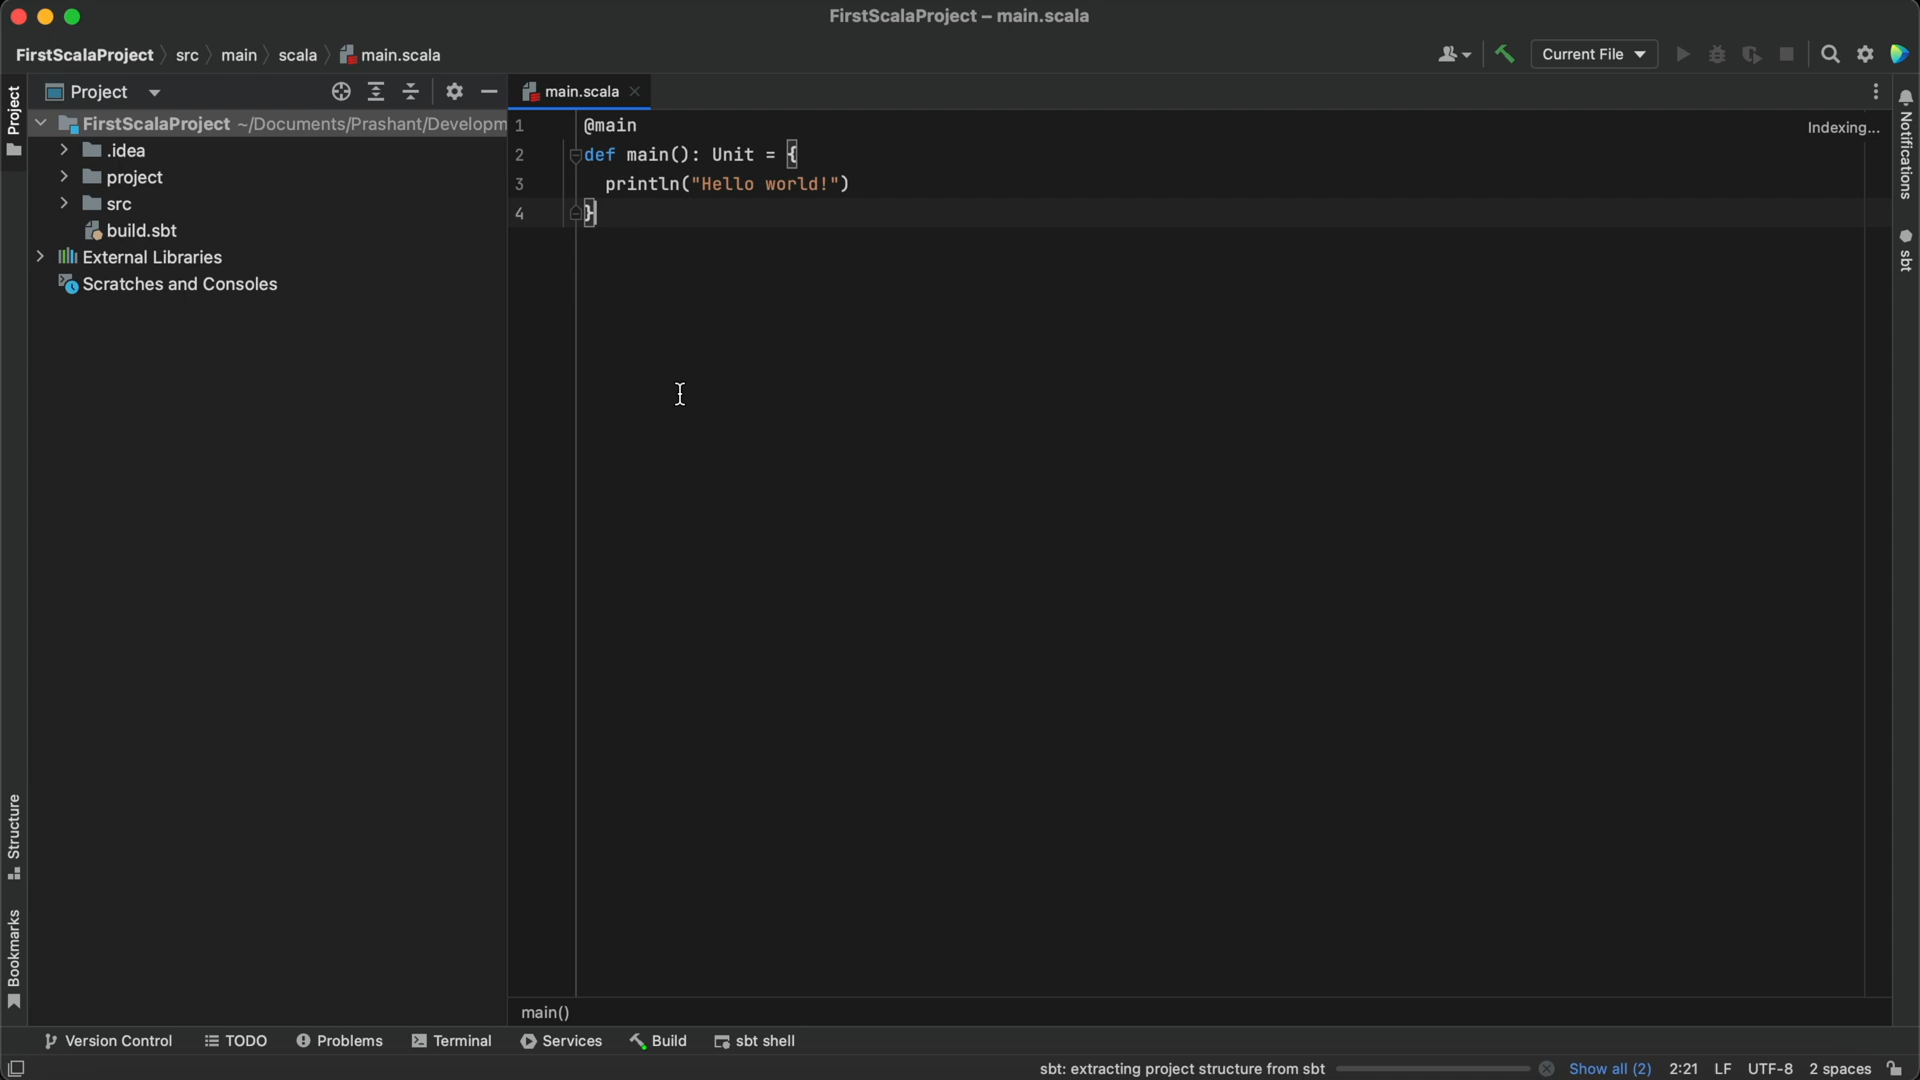 FirstScalaProject – main.scala
FirstScalaProject src main scala main.scala
Current File
Project
main.scala
Project
FirstScalaProject ~/Documents/Prashant/Developm
.idea
project
src
build.sbt
External Libraries
Scratches and Consoles
1 @main
2 def main(): Unit = {
3 println("Hello world!")
4 }
Indexing...
Notifications
sbt
Structure
Bookmarks
main()
Version Control TODO Problems Terminal Services Build sbt shell
sbt: extracting project structure from sbt Show all (2) 2:21 LF UTF-8 2 spaces